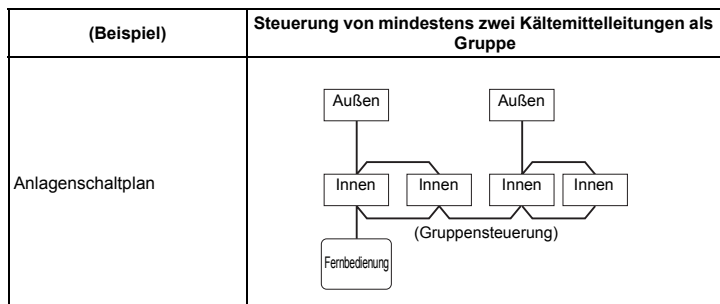 (Beispiel)
Steuerung von mindestens zwei Kältemittelleitungen als
Gruppe
Anlagenschaltplan
Außen
Außen
Innen
Innen
Innen
Innen
(Gruppensteuerung)
Fernbedienung